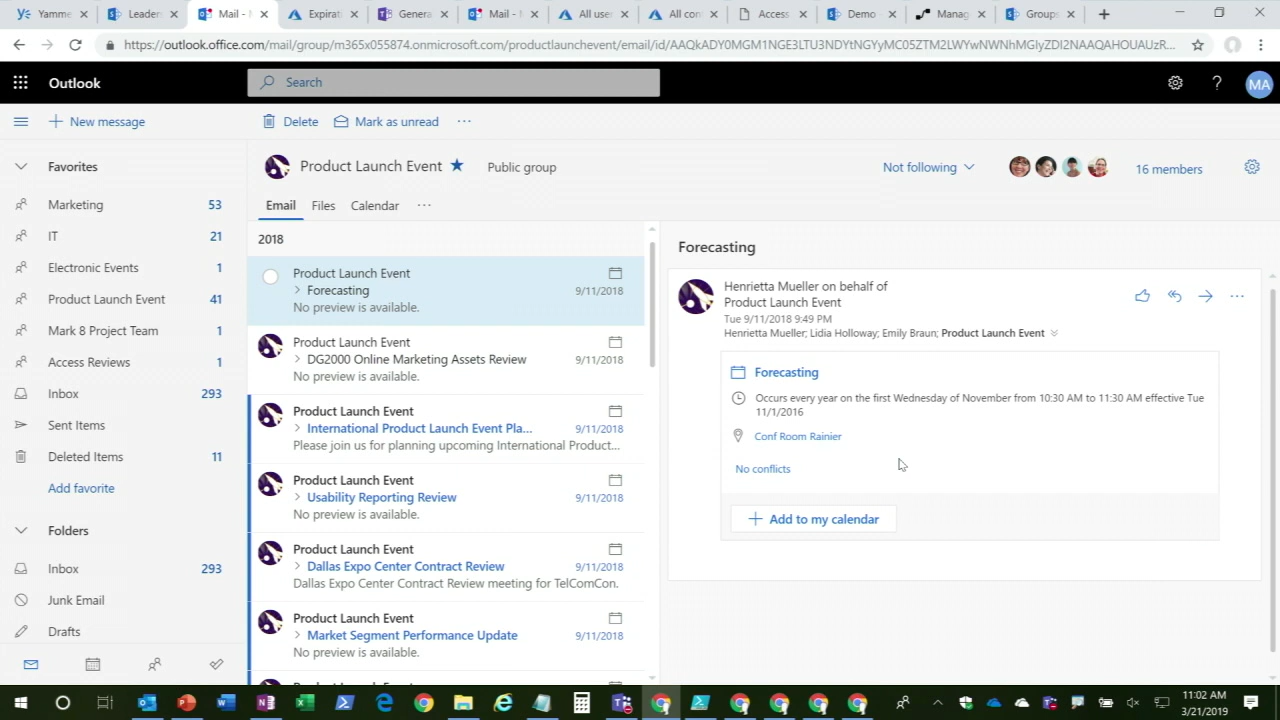 Yamme
Leader
Mail -
Expirati
Genera
Mail -
All user
All con
Access
Demo
Manag
Groups
https://outlook.office.com/mail/group/m365x055874.onmicrosoft.com/productlaunchevent/email/id/
Outlook
Search
MA
New message
Delete
Mark as unread
Favorites
Marketing 53
IT 21
Electronic Events 1
Product Launch Event 41
Mark 8 Project Team 1
Access Reviews 1
Inbox 293
Sent Items
Deleted Items 11
Add favorite
Folders
Inbox 293
Junk Email
Drafts
Product Launch Event
Public group
Not following
16 members
Email Files Calendar
2018
Product Launch Event
Forecasting 9/11/2018
No preview is available.
Product Launch Event
DG2000 Online Marketing Assets Review 9/11/2018
No preview is available.
Product Launch Event
International Product Launch Event Pla... 9/11/2018
Please join us for planning upcoming International Product...
Product Launch Event
Usability Reporting Review 9/11/2018
No preview is available.
Product Launch Event
Dallas Expo Center Contract Review 9/11/2018
Dallas Expo Center Contract Review meeting for TelComCon.
Product Launch Event
Market Segment Performance Update 9/11/2018
No preview is available.
Product Launch Event
Forecasting
Henrietta Mueller on behalf of
Product Launch Event
Tue 9/11/2018 9:49 PM
Henrietta Mueller; Lidia Holloway; Emily Braun; Product Launch Event
Forecasting
Occurs every year on the first Wednesday of November from 10:30 AM to 11:30 AM effective Tue
11/1/2016
Conf Room Rainier
No conflicts
Add to my calendar
11:02 AM
3/21/2019